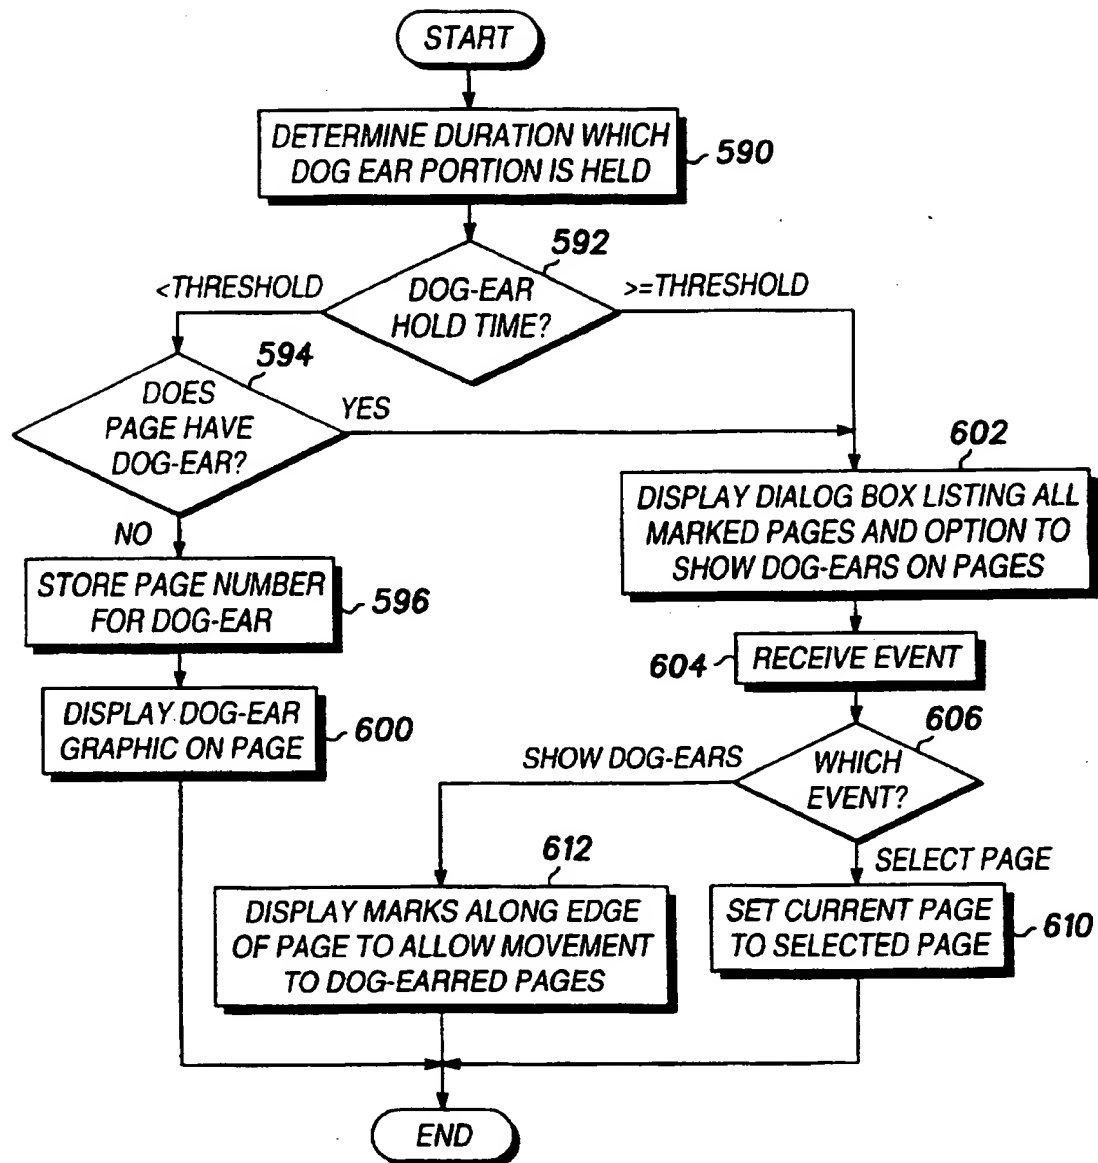 START
DETERMINE DURATION WHICH
DOG EAR PORTION IS HELD
590
592
<THRESHOLD
DOG-EAR
HOLD TIME?
>=THRESHOLD
594
DOES
PAGE HAVE
DOG-EAR?
YES
NO
602
DISPLAY DIALOG BOX LISTING ALL
MARKED PAGES AND OPTION TO
SHOW DOG-EARS ON PAGES
STORE PAGE NUMBER
FOR DOG-EAR
596
604
RECEIVE EVENT
DISPLAY DOG-EAR
GRAPHIC ON PAGE
600
606
SHOW DOG-EARS
WHICH
EVENT?
SELECT PAGE
612
DISPLAY MARKS ALONG EDGE
OF PAGE TO ALLOW MOVEMENT
TO DOG-EARRED PAGES
SET CURRENT PAGE
TO SELECTED PAGE
610
END